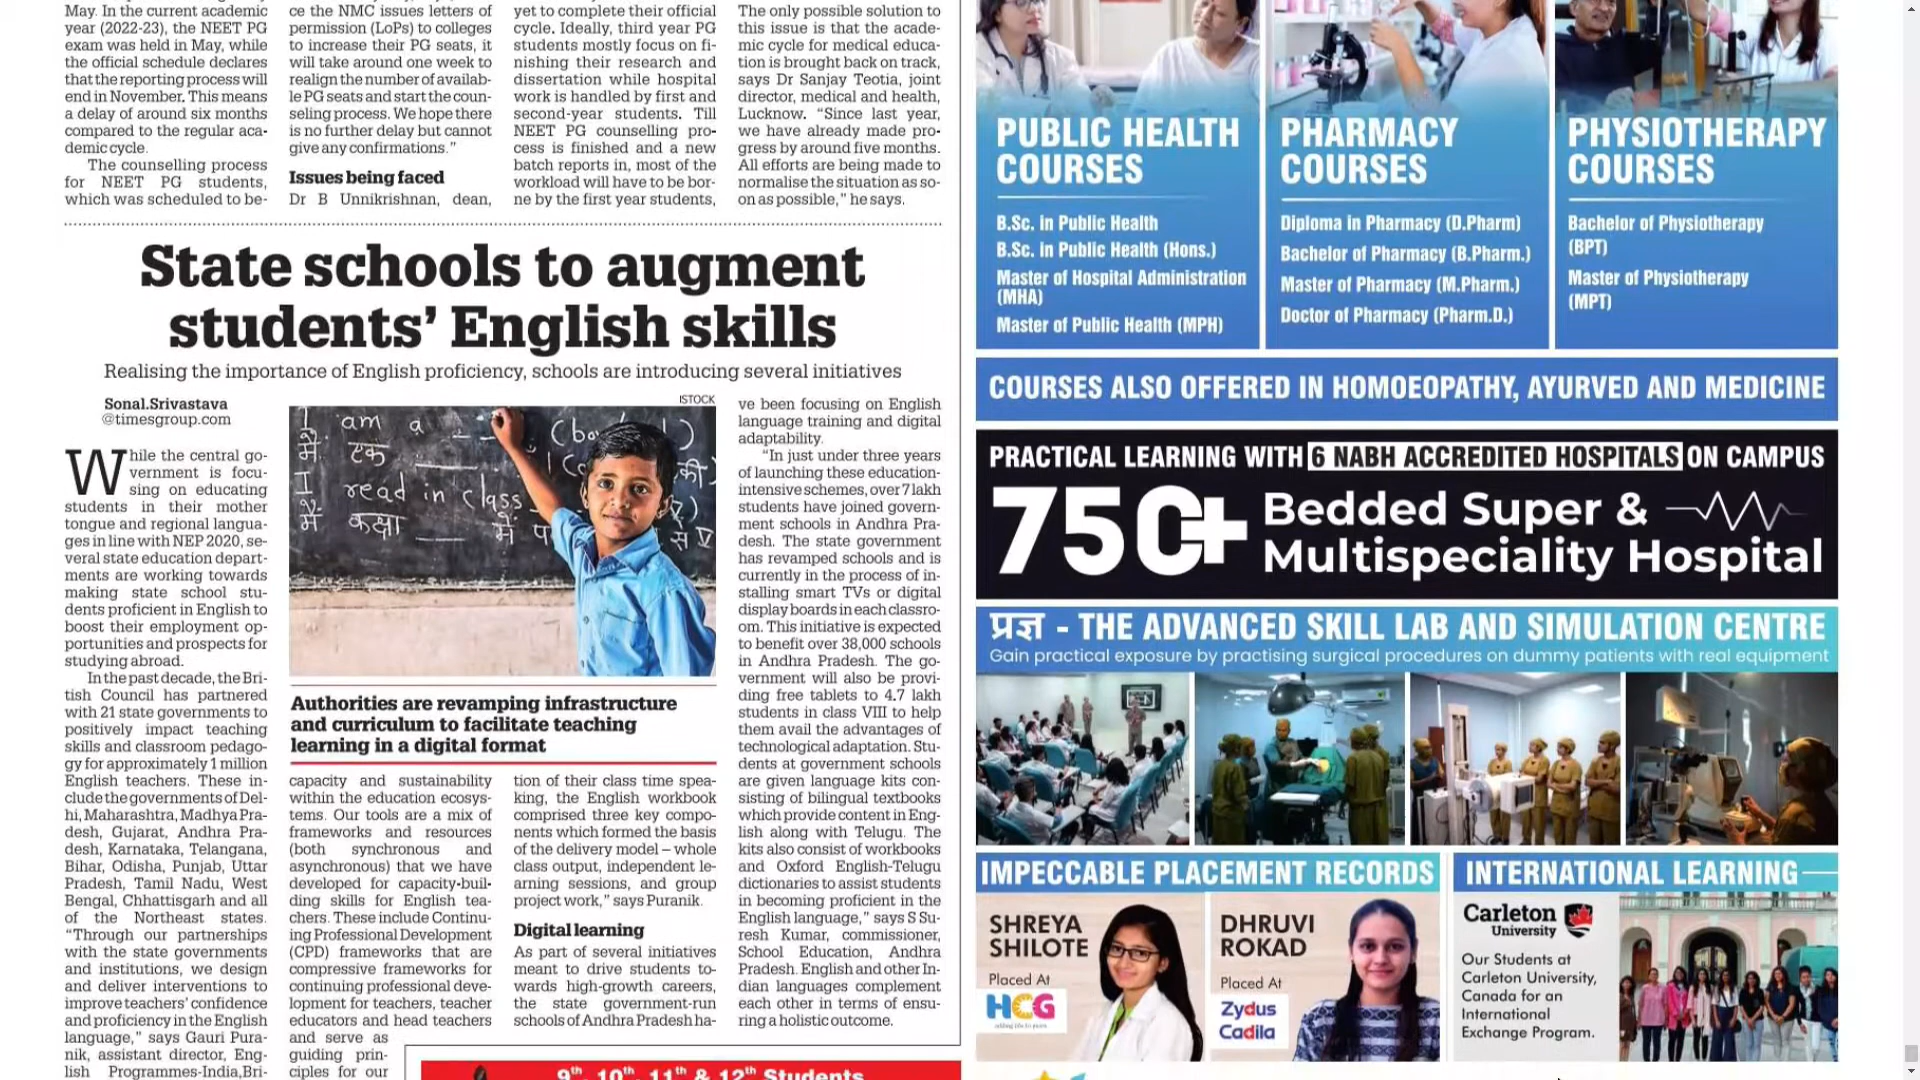 May. In the current academic
year (2022-23), the NEET PG
exam was held in May, while
the official schedule declares
that the reporting process will
end in November. This means
a delay of around six months
compared to the regular aca-
demic cycle.
The counselling process
for NEET PG students,
which was scheduled to be-
ce the NMC issues letters of
permission (LoPs) to colleges
to increase their PG seats, it
will take around one week to
realign the number of availab-
le PG seats and start the coun-
seling process. We hope there
is no further delay but cannot
give any confirmations.”
Issues being faced
Dr B Unnikrishnan, dean,
yet to complete their official
cycle. Ideally, third year PG
students mostly focus on fi-
nishing their research and
dissertation while hospital
work is handled by first and
second-year students. Till
NEET PG counselling pro-
cess is finished and a new
batch reports in, most of the
workload will have to be bor-
ne by the first year students,
The only possible solution to
this issue is that the acade-
mic cycle for medical educa-
tion is brought back on track,
says Dr Sanjay Teotia, joint
director, medical and health,
Lucknow. “Since last year,
we have already made pro-
gress by around five months.
All efforts are being made to
normalise the situation as so-
on as possible,” he says.
State schools to augment
students’ English skills
Realising the importance of English proficiency, schools are introducing several initiatives
Sonal.Srivastava
@timesgroup.com
While the central go-
vernment is focu-
sing on educating
students in their mother
tongue and regional langua-
ges in line with NEP 2020, se-
veral state education depart-
ments are working towards
making state school stu-
dents proficient in English to
boost their employment op-
portunities and prospects for
studying abroad.
In the past decade, the Bri-
tish Council has partnered
with 21 state governments to
positively impact teaching
skills and classroom pedago-
gy for approximately 1 million
English teachers. These in-
clude the governments of Del-
hi, Maharashtra, Madhya Pra-
desh, Gujarat, Andhra Pra-
desh, Karnataka, Telangana,
Bihar, Odisha, Punjab, Uttar
Pradesh, Tamil Nadu, West
Bengal, Chhattisgarh and all
of the Northeast states.
“Through our partnerships
with the state governments
and institutions, we design
and deliver interventions to
improve teachers’ confidence
and proficiency in the English
language,” says Gauri Pura-
nik, assistant director, Eng-
lish Programmes-India,Bri-
ISTOCK
I am a
मैं एक
I read in class
मैं कक्षा में
Authorities are revamping infrastructure
and curriculum to facilitate teaching
learning in a digital format
capacity and sustainability
within the education ecosys-
tems. Our tools are a mix of
frameworks and resources
(both synchronous and
asynchronous) that we have
developed for capacity-buil-
ding skills for English tea-
chers. These include Continu-
ing Professional Development
(CPD) frameworks that are
compressive frameworks for
continuing professional deve-
lopment for teachers, teacher
educators and head teachers
and serve as
guiding prin-
ciples for our
tion of their class time spea-
king, the English workbook
comprised three key compo-
nents which formed the basis
of the delivery model – whole
class output, independent le-
arning sessions, and group
project work,” says Puranik.
Digital learning
As part of several initiatives
meant to drive students to-
wards high-growth careers,
the state government-run
schools of Andhra Pradesh ha-
ve been focusing on English
language training and digital
adaptability.
“In just under three years
of launching these education-
intensive schemes, over 7 lakh
students have joined govern-
ment schools in Andhra Pra-
desh. The state government
has revamped schools and is
currently in the process of in-
stalling smart TVs or digital
display boards in each classro-
om. This initiative is expected
to benefit over 38,000 schools
in Andhra Pradesh. The go-
vernment will also be provi-
ding free tablets to 4.7 lakh
students in class VIII to help
them avail the advantages of
technological adaptation. Stu-
dents at government schools
are given language kits con-
sisting of bilingual textbooks
which provide content in Eng-
lish along with Telugu. The
kits also consist of workbooks
and Oxford English-Telugu
dictionaries to assist students
in becoming proficient in the
English language,” says S Su-
resh Kumar, commissioner,
School Education, Andhra
Pradesh. English and other In-
dian languages complement
each other in terms of ensu-
ring a holistic outcome.
9th, 10th, 11th & 12th Students
PUBLIC HEALTH
COURSES
B.Sc. in Public Health
B.Sc. in Public Health (Hons.)
Master of Hospital Administration
(MHA)
Master of Public Health (MPH)
PHARMACY
COURSES
Diploma in Pharmacy (D.Pharm)
Bachelor of Pharmacy (B.Pharm.)
Master of Pharmacy (M.Pharm.)
Doctor of Pharmacy (Pharm.D.)
PHYSIOTHERAPY
COURSES
Bachelor of Physiotherapy
(BPT)
Master of Physiotherapy
(MPT)
COURSES ALSO OFFERED IN HOMOEOPATHY, AYURVED AND MEDICINE
PRACTICAL LEARNING WITH 6 NABH ACCREDITED HOSPITALS ON CAMPUS
750+ Bedded Super &
Multispeciality Hospital
प्रज्ञ - THE ADVANCED SKILL LAB AND SIMULATION CENTRE
Gain practical exposure by practising surgical procedures on dummy patients with real equipment
IMPECCABLE PLACEMENT RECORDS
SHREYA
SHILOTE
Placed At
HCG
adding life to years
DHRUVI
ROKAD
Placed At
Zydus
Cadila
INTERNATIONAL LEARNING
Carleton
University
Our Students at
Carleton University,
Canada for an
International
Exchange Program.